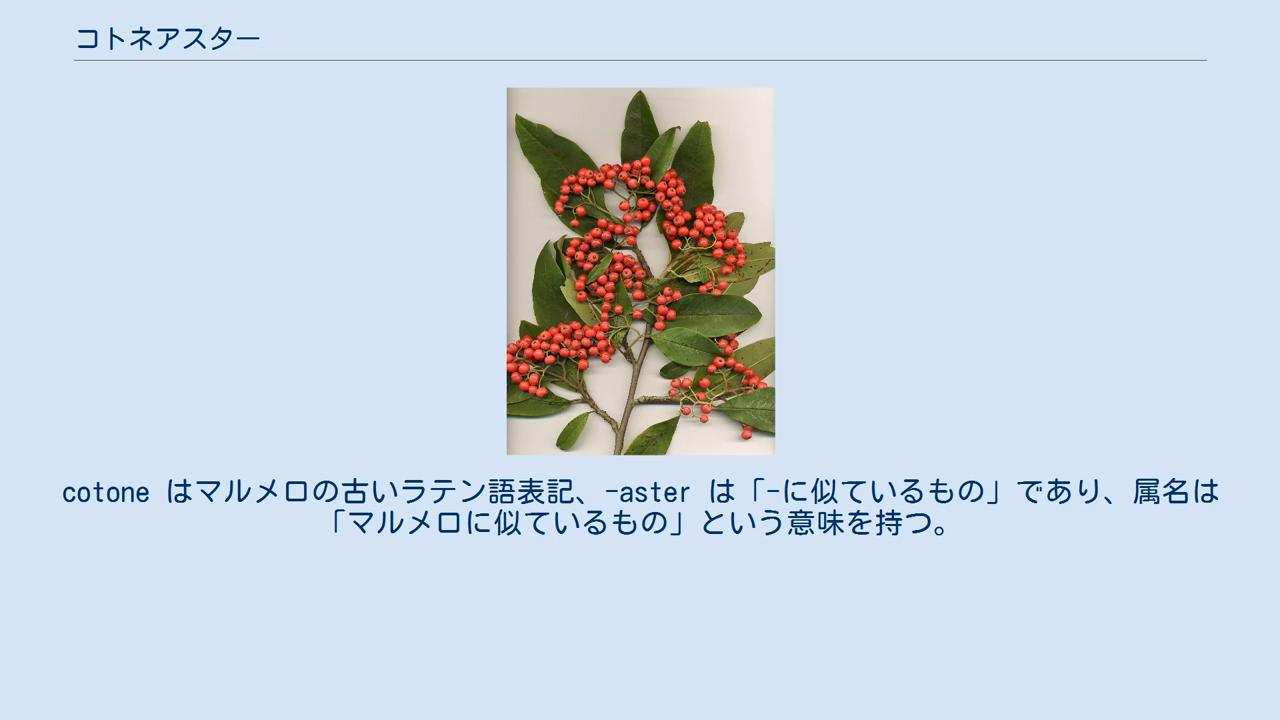 コトネアスター
cotone はマルメロの古いラテン語表記、-aster は「-に似ているもの」であり、属名は
「マルメロに似ているもの」という意味を持つ。